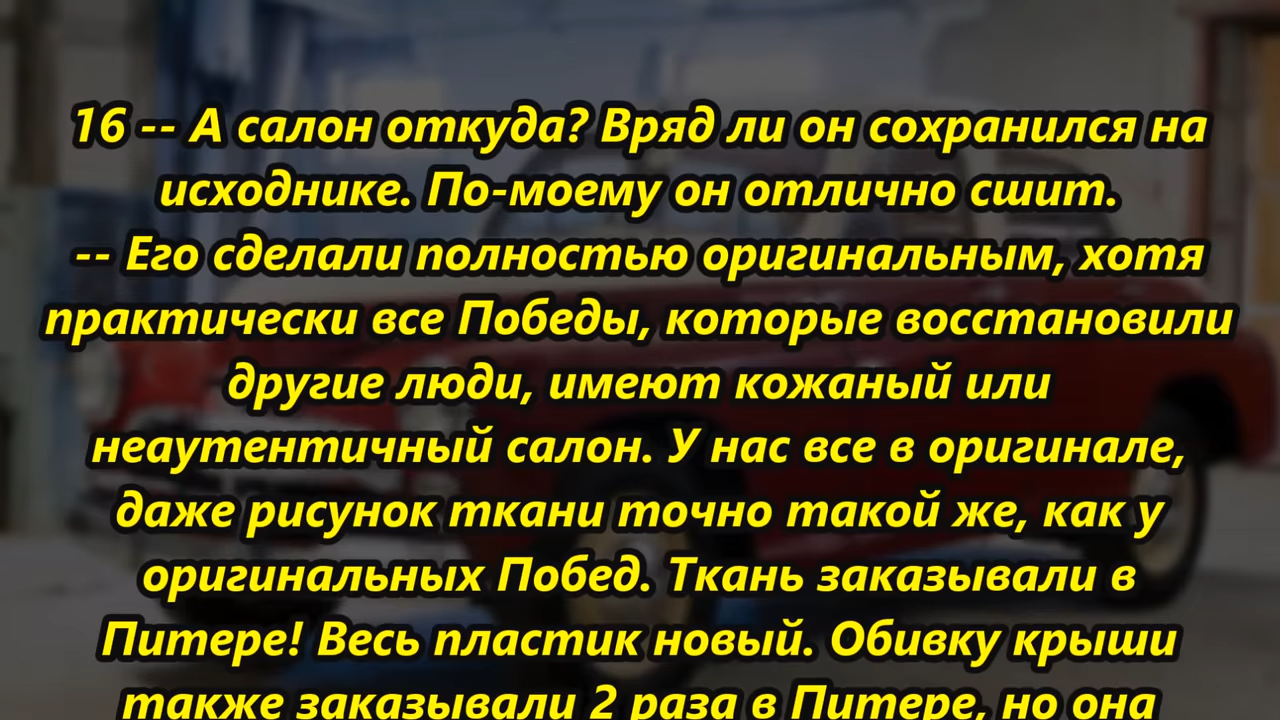 16 -- А салон откуда? Вряд ли он сохранился на
исходнике. По-моему он отлично сшит.
-- Его сделали полностью оригинальным, хотя
практически все Победы, которые восстановили
другие люди, имеют кожаный или
неаутентичный салон. У нас все в оригинале,
даже рисунок ткани точно такой же, как у
оригинальных Побед. Ткань заказывали в
Питере! Весь пластик новый. Обивку крыши
также заказывали 2 раза в Питере, но она